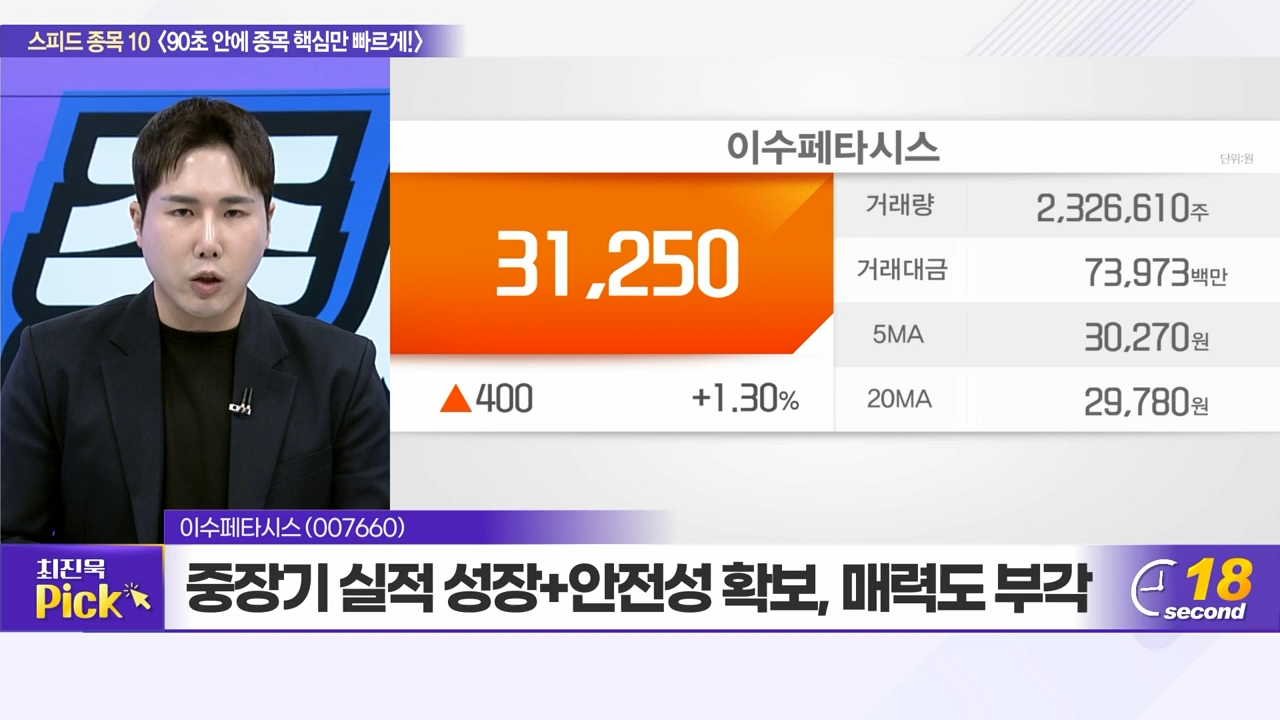 스피드 종목 10 〈90초 안에 종목 핵심만 빠르게!〉
이수페타시스
단위:원
31,250
▲400 +1.30%
거래량 2,326,610주
거래대금 73,973백만
5MA 30,270원
20MA 29,780원
이수페타시스 (007660)
최진욱
Pick
중장기 실적 성장+안전성 확보, 매력도 부각
18
second